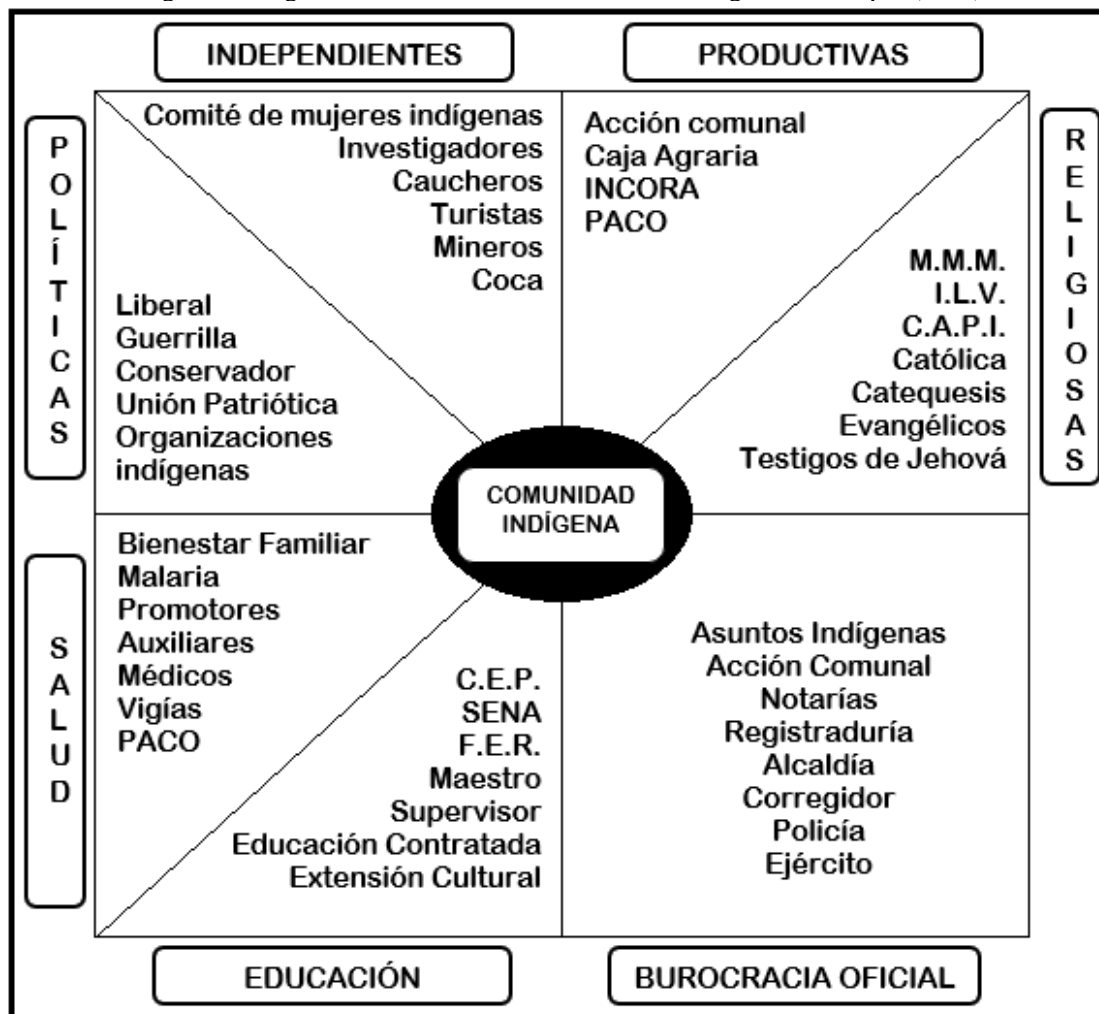 INDEPENDIENTES
PRODUCTIVAS
POLÍTICAS
Comité de mujeres indígenas
Investigadores
Caucheros
Turistas
Mineros
Coca
Acción comunal
Caja Agraria
INCORA
PACO
RELIGIOSAS
M.M.M.
I.L.V.
C.A.P.I.
Católica
Catequesis
Evangélicos
Testigos de Jehová
Liberal
Guerrilla
Conservador
Unión Patriótica
Organizaciones
indígenas
COMUNIDAD
INDÍGENA
SALUD
Bienestar Familiar
Malaria
Promotores
Auxiliares
Médicos
Vigías
PACO
C.E.P.
SENA
F.E.R.
Maestro
Supervisor
Educación Contratada
Extensión Cultural
Asuntos Indígenas
Acción Comunal
Notarías
Registraduría
Alcaldía
Corregidor
Policía
Ejército
EDUCACIÓN
BUROCRACIA OFICIAL